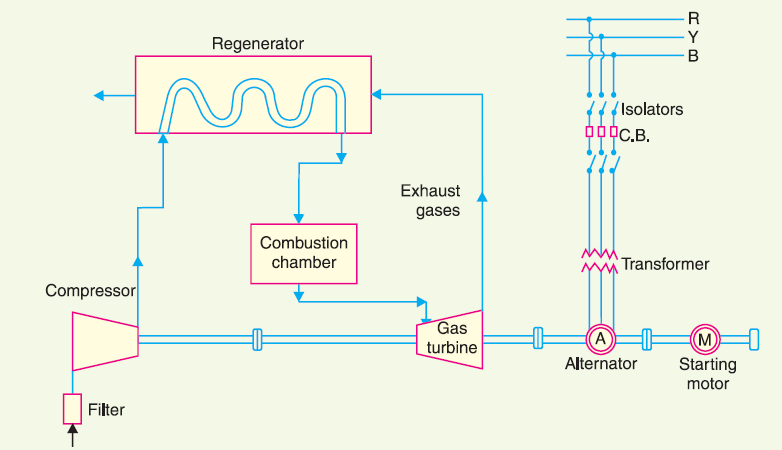 R
Y
B
Regenerator
Isolators
C.B.
Exhaust
gases
Combustion
chamber
Transformer
Compressor
Gas
turbine
A
M
Alternator
Starting
motor
Filter